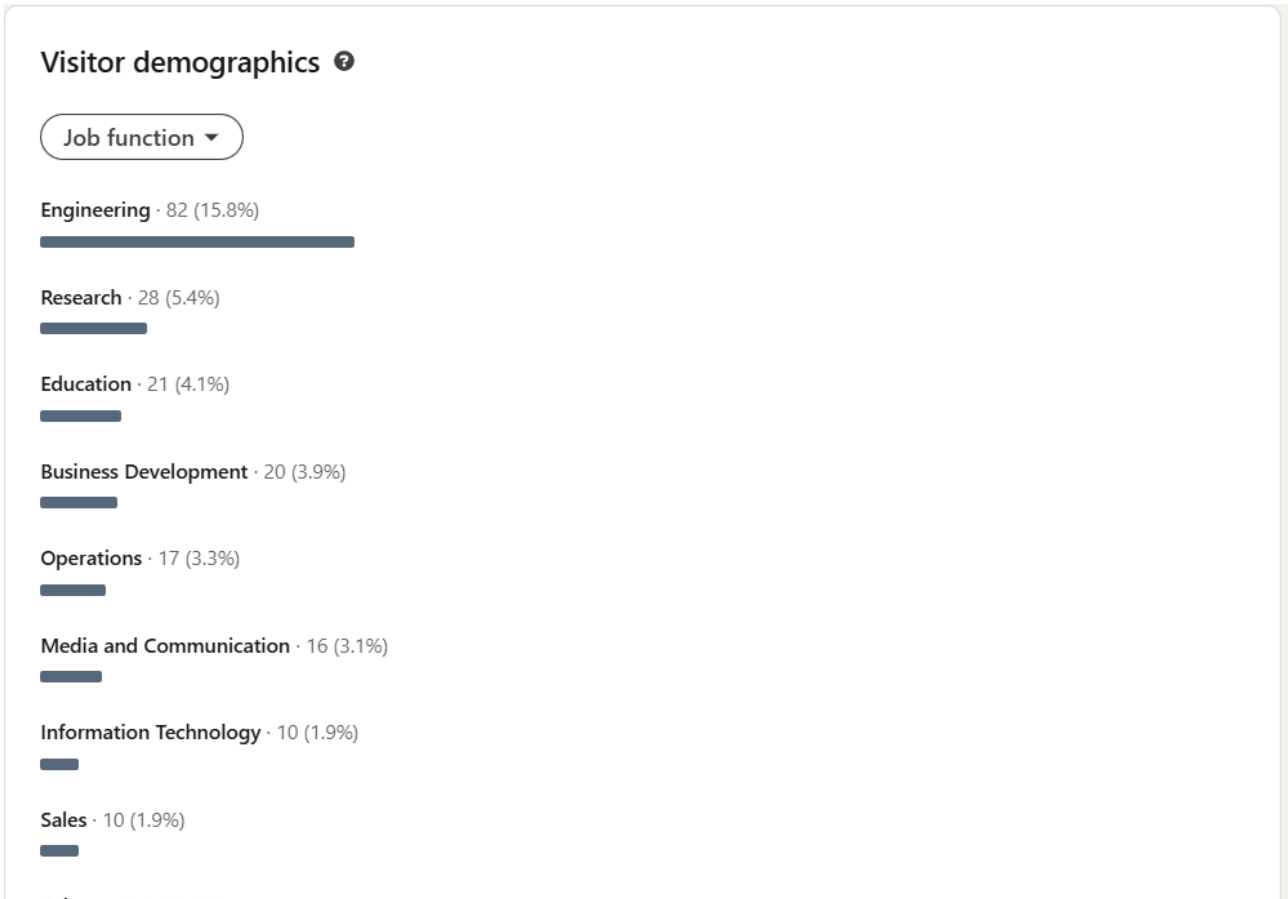 Visitor demographics ?
Job function
Engineering · 82 (15.8%)
Research · 28 (5.4%)
Education · 21 (4.1%)
Business Development · 20 (3.9%)
Operations · 17 (3.3%)
Media and Communication · 16 (3.1%)
Information Technology · 10 (1.9%)
Sales · 10 (1.9%)